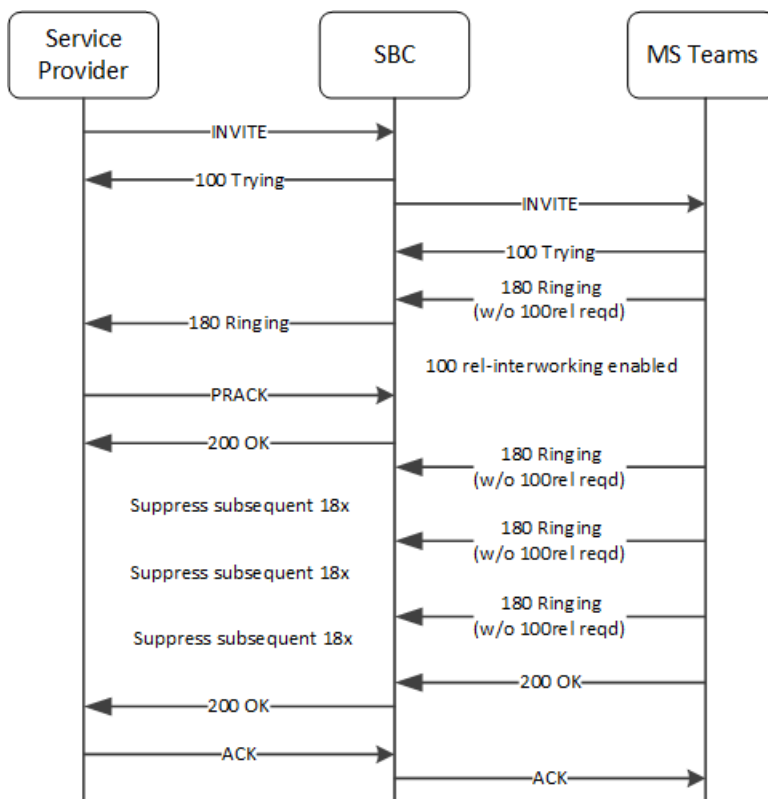 Service
Provider
SBC
MS Teams
INVITE
100 Trying
INVITE
100 Trying
180 Ringing
(w/o 100rel reqd)
180 Ringing
100 rel-interworking enabled
PRACK
200 OK
180 Ringing
(w/o 100rel reqd)
Suppress subsequent 18x
180 Ringing
(w/o 100rel reqd)
Suppress subsequent 18x
180 Ringing
(w/o 100rel reqd)
Suppress subsequent 18x
200 OK
200 OK
ACK
ACK